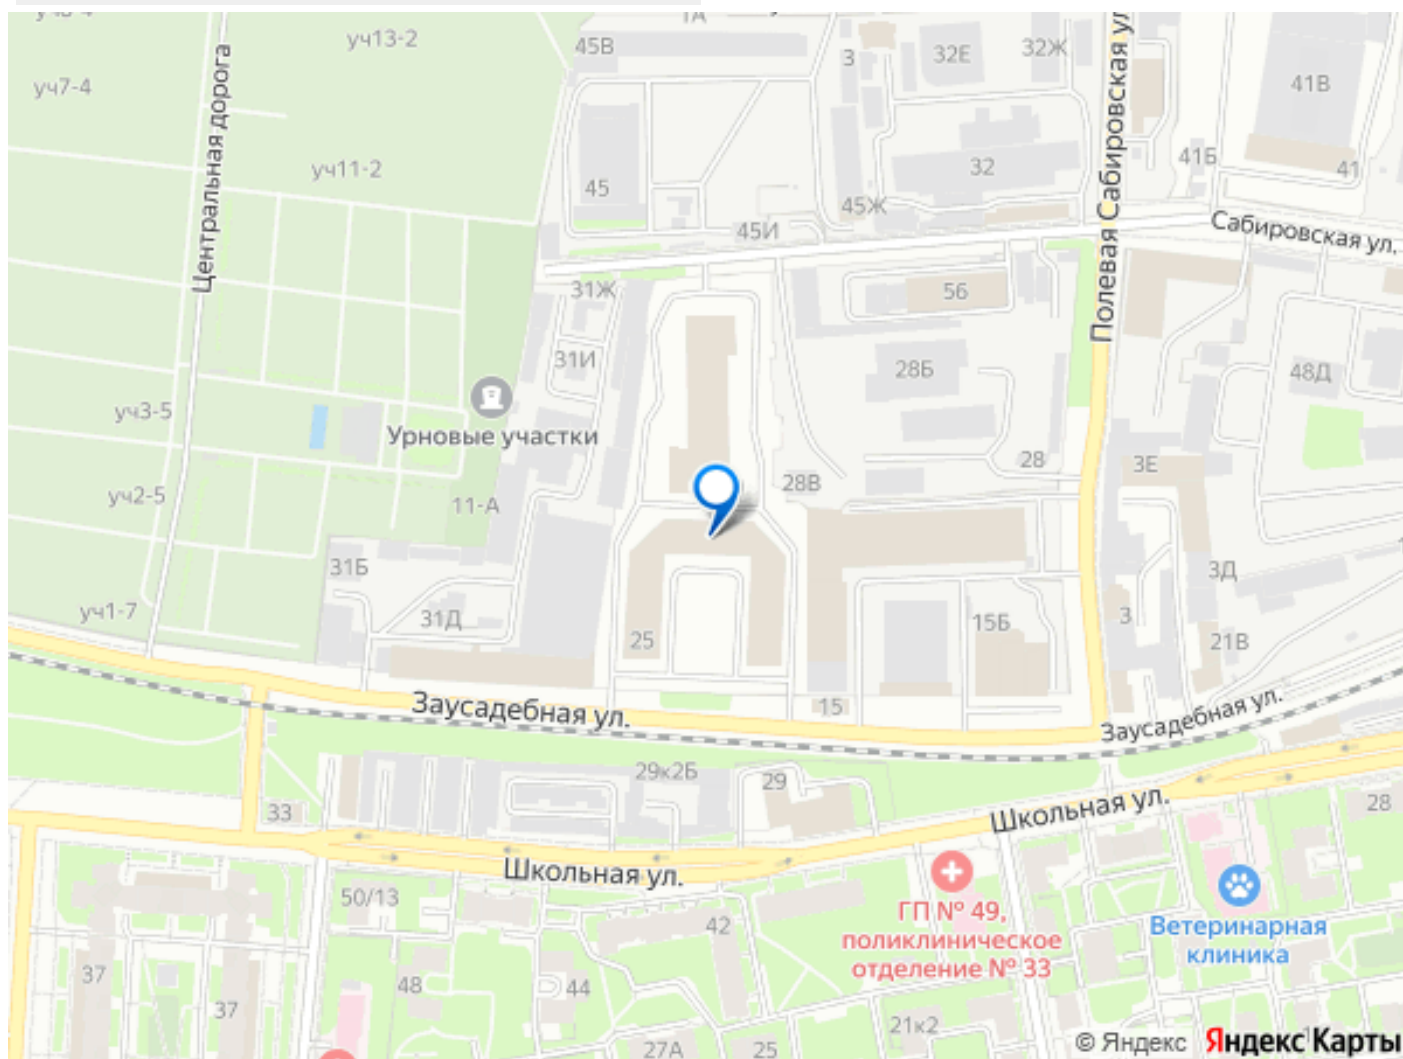 1А
уч13-2
45В
3
32Е
32Ж
уч7-4
41В
Центральная дорога
Полевая Сабировская ул.
уч11-2
45
32
41Б
41
45Ж
45И
Сабировская ул.
31Ж
56
31И
28Б
48Д
уч3-5
Урновые участки
28
3Е
28В
уч2-5
11-А
31Б
3Д
уч1-7
31Д
25
15Б
3
21В
Заусадебная ул.
15
Заусадебная ул.
29к2Б
29
33
Школьная ул.
28
Школьная ул.
50/13
42
ГП № 49,
поликлиническое
отделение № 33
Ветеринарная
клиника
37
48
44
37
21к2
27А
25
© Яндекс Яндекс Карты